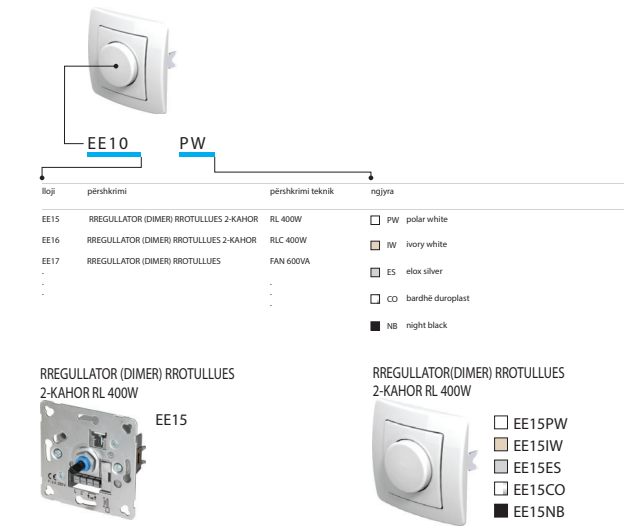 EE10 PW
lloji përshkrimi përshkrimi teknik ngjyra
EE15 RREGULLATOR (DIMER) RROTULLUES 2-KAHOR RL 400W
EE16 RREGULLATOR (DIMER) RROTULLUES 2-KAHOR RLC 400W
EE17 RREGULLATOR (DIMER) RROTULLUES FAN 600VA
-
-
-
-
-
-
PW polar white
IW ivory white
ES elox silver
CO bardhë duroplast
NB night black
RREGULLATOR (DIMER) RROTULLUES
2-KAHOR RL 400W
EE15
RREGULLATOR(DIMER) RROTULLUES
2-KAHOR RL 400W
EE15PW
EE15IW
EE15ES
EE15CO
EE15NB